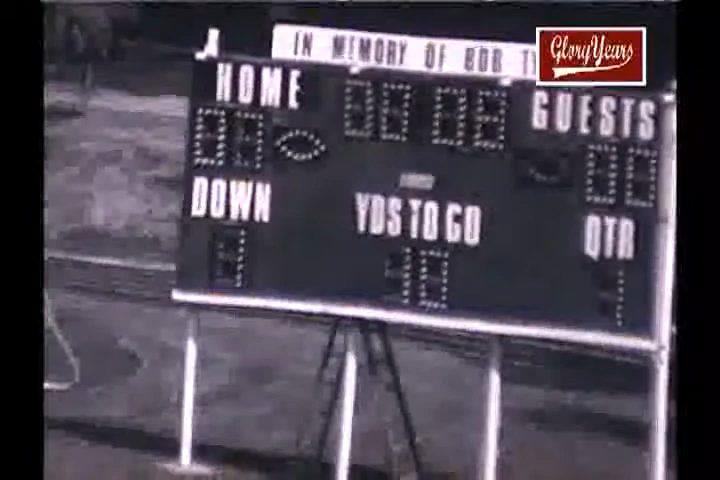 IN MEMORY OF BOB
Glory Years
HOME
GUESTS
DOWN
YDS TO GO
QTR